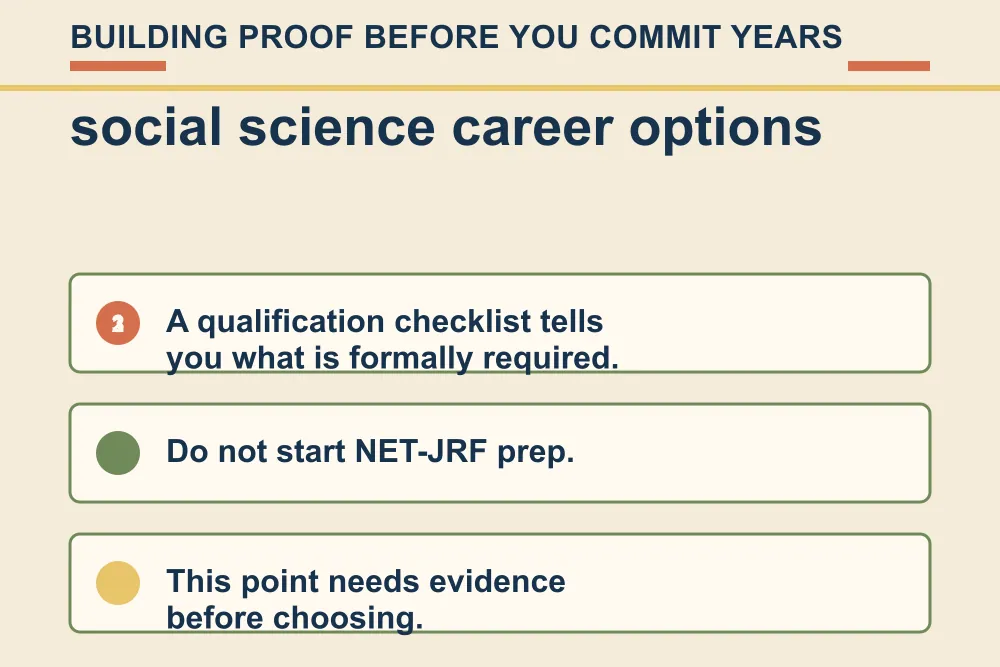 BUILDING PROOF BEFORE YOU COMMIT YEARS
social science career options
A qualification checklist tells
you what is formally required.
Do not start NET-JRF prep.
This point needs evidence
before choosing.